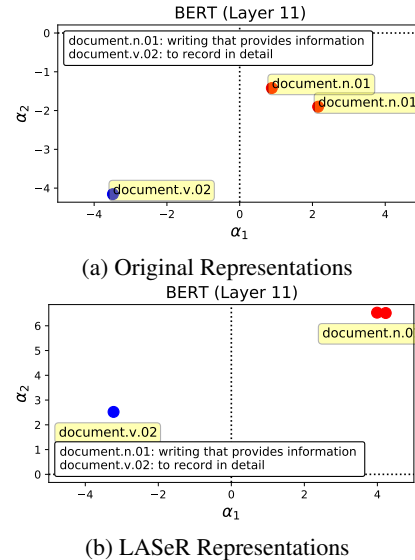 BERT (Layer 11)
0
document.n.01: writing that provides information
document.v.02: to record in detail
−1
document.n.01
α2
−2
document.n.01
−3
−4
document.v.02
−4 −2 0 2 4
α1
(a) Original Representations
BERT (Layer 11)
6
document.n.0
5
4
α2
3
2
document.v.02
1
document.n.01: writing that provides information
document.v.02: to record in detail
0
−4 −2 0 2 4
α1
(b) LASeR Representations